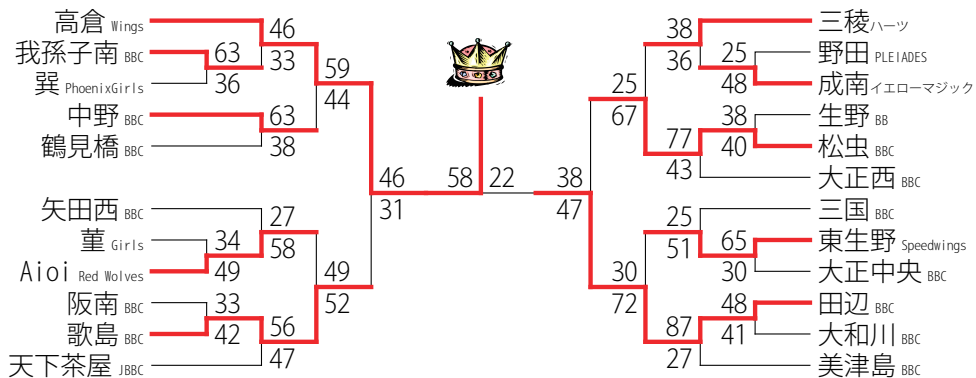 高倉 Wings
我孫子南 BBC
巽 PhoenixGirls
中野 BBC
鶴見橋 BBC
矢田西 BBC
菫 Girls
Aioi Red Wolves
阪南 BBC
歌島 BBC
天下茶屋 JBBC
46
33
63
36
59
44
63
38
46
31
27
58
34
49
49
52
33
42
56
47
58 22
38
47
25
67
38
36
25
48
77
43
38
40
30
72
25
51
65
30
87
27
48
41
三稜 ハーツ
野田 PLEIADES
成南 イエローマジック
生野 BB
松虫 BBC
大正西 BBC
三国 BBC
東生野 Speedwings
大正中央 BBC
田辺 BBC
大和川 BBC
美津島 BBC